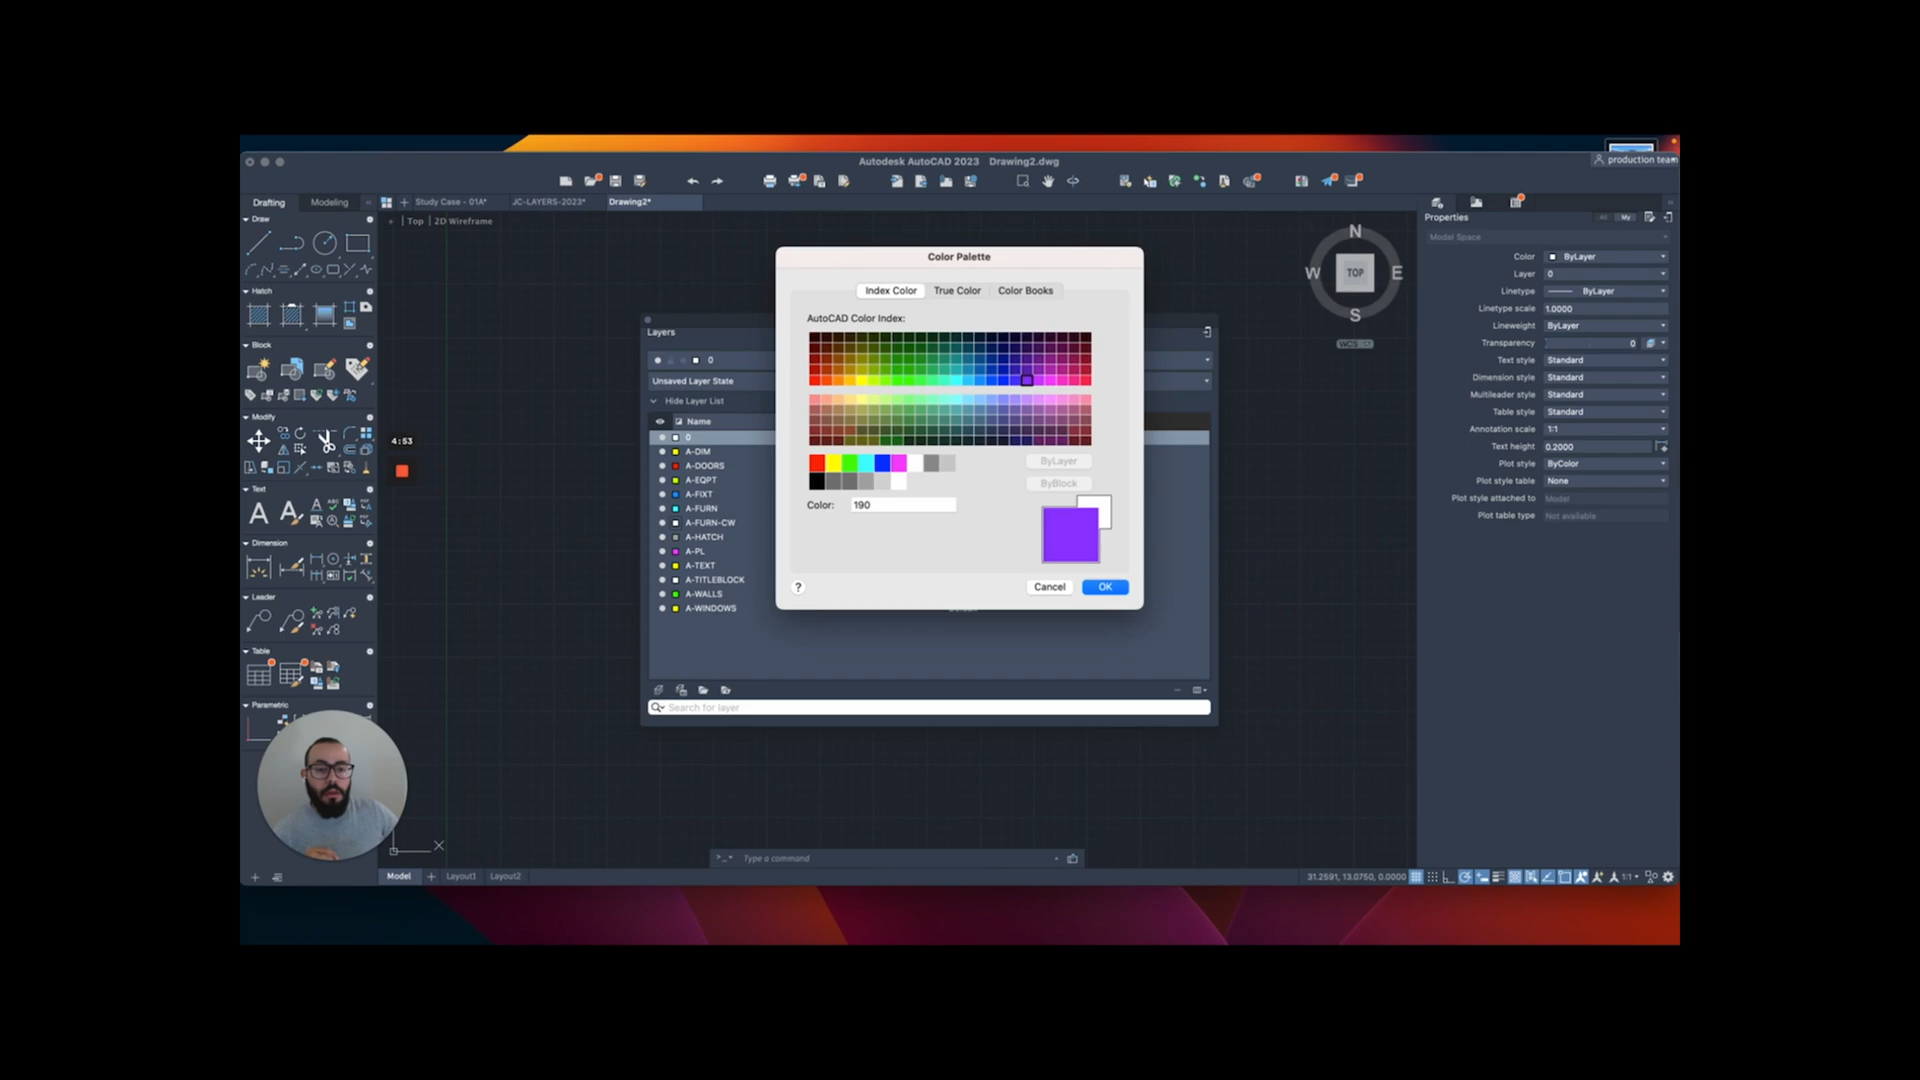 Autodesk AutoCAD 2023 Drawing2.dwg
production team
Drafting Modeling
Study Case - 01A* JC-LAYERS-2023* Drawing2*
Draw
+ | Top | 2D Wireframe
Hatch
Block
Modify
4:53
Text
Dimension
Leader
Table
Parametric
Layers
0
Unsaved Layer State
Hide Layer List
Name
0
A-DIM
A-DOORS
A-EQPT
A-FIXT
A-FURN
A-FURN-CW
A-HATCH
A-PL
A-TEXT
A-TITLEBLOCK
A-WALLS
A-WINDOWS
Search for layer
Color Palette
Index Color True Color Color Books
AutoCAD Color Index:
ByLayer
ByBlock
Color: 190
? Cancel OK
N
W TOP E
S
WCS
Properties All My
Model Space
Color ByLayer
Layer 0
Linetype ByLayer
Linetype scale 1.0000
Lineweight ByLayer
Transparency 0
Text style Standard
Dimension style Standard
Multileader style Standard
Table style Standard
Annotation scale 1:1
Text height 0.2000
Plot style ByColor
Plot style table None
Plot style attached to Model
Plot table type Not available
X
>_ Type a command
Model + Layout1 Layout2
31.2591, 13.0750, 0.0000 1:1